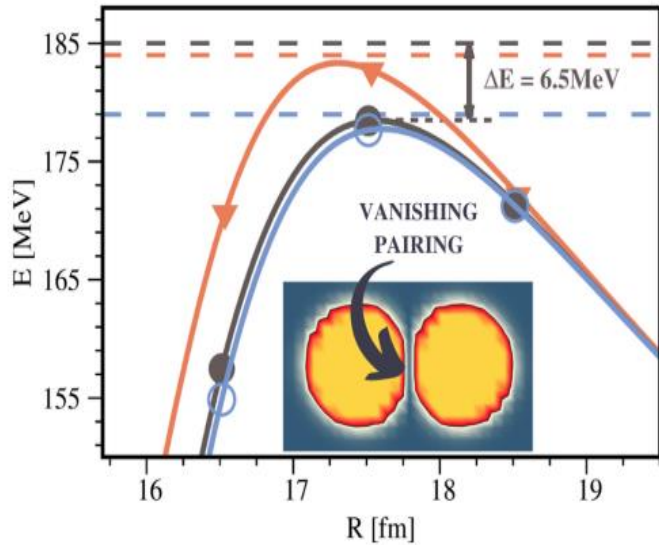 185
175
165
155
E [MeV]
ΔE = 6.5MeV
VANISHING
PAIRING
16 17 18 19
R [fm]